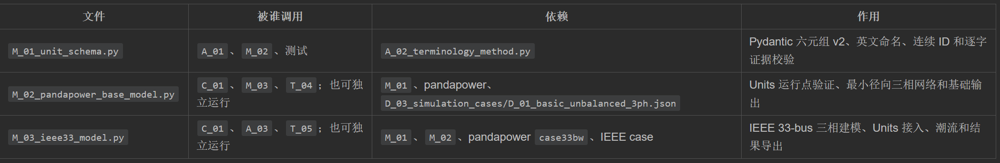 文件 被谁调用 依赖 作用
M_01_unit_schema.py A_01 、 M_02 、测试 A_02_terminology_method.py Pydantic 六元组 v2、英文命名、连续 ID 和逐字
证据校验
M_02_pandapower_base_model.py C_01 、 M_03 、 T_04 ；也可独
立运行 M_01 、pandapower、
D_03_simulation_cases/D_01_basic_unbalanced_3ph.json Units 运行点验证、最小径向三相网络和基础输
出
M_03_ieee33_model.py C_01 、 A_03 、 T_05 ；也可独
立运行 M_01 、 M_02 、pandapower case33bw 、IEEE case IEEE 33-bus 三相建模、Units 接入、潮流和结
果导出